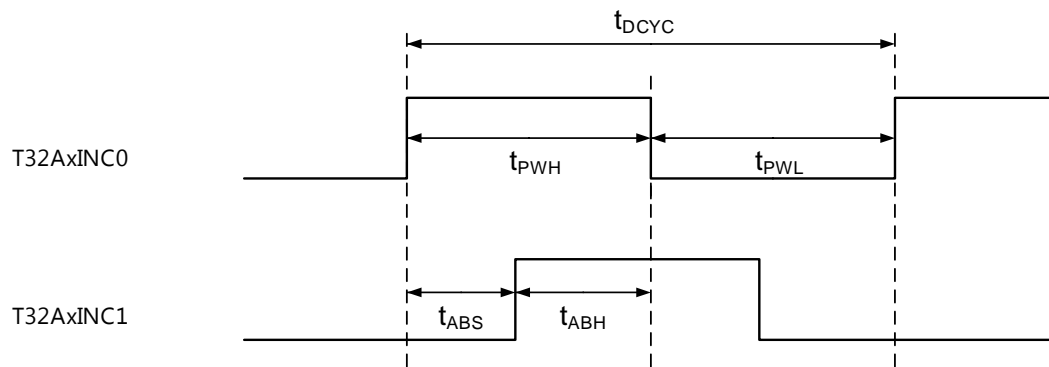 tDCYC
T32AxINC0
tPWH
tPWL
T32AxINC1
tABS
tABH